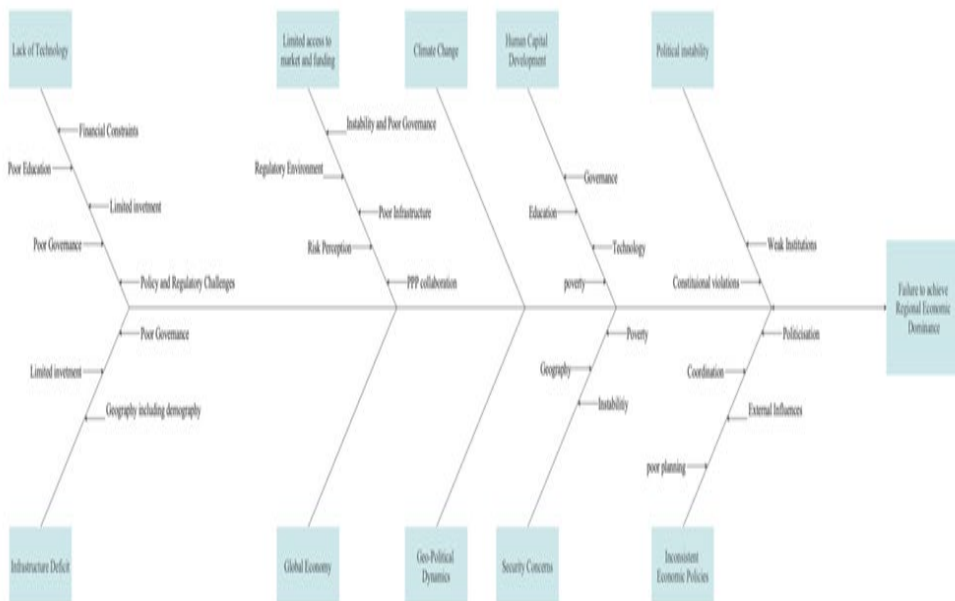 Lack of Technology
Limited access to
market and funding
Climate Change
Human Capital
Development
Political instability
Financial Constraints
Poor Education
Limited invetment
Poor Governance
Policy and Regulatory Challenges
Instability and Poor Governance
Regulatory Environment
Poor Infrastructure
Risk Perception
PPP collaboration
Governance
Education
Technology
poverty
Weak Institutions
Constituional violations
Failure to achieve
Regional Economic
Dominance
Poor Governance
Limited invetment
Geography including demography
Poverty
Geography
Instabilitiy
Politicisation
Coordination
External Influences
poor planning
Infrastructure Deficit
Global Economy
Geo-Political
Dynamics
Security Concerns
Inconsistent
Economic Policies